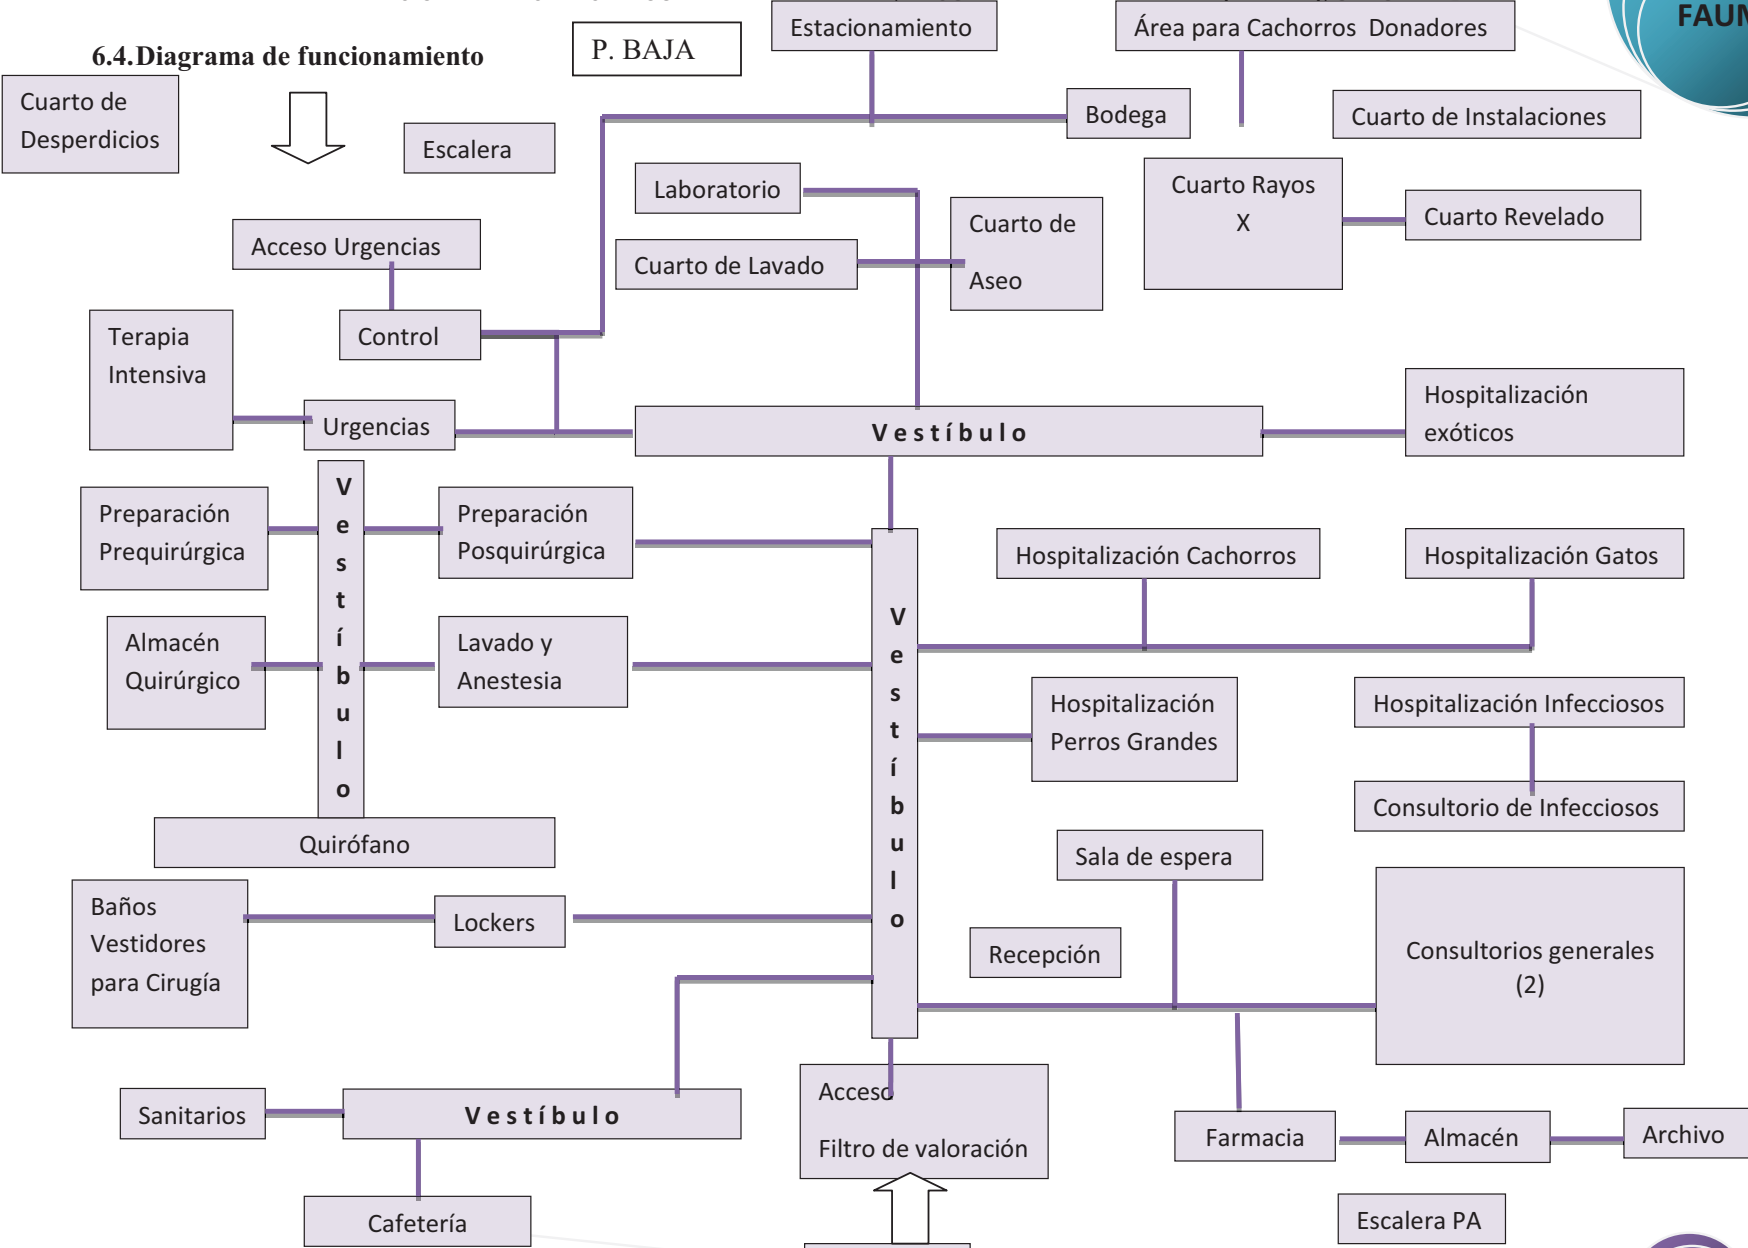 FAUM
6.4.Diagrama de funcionamiento
P. BAJA
Estacionamiento
Área para Cachorros Donadores
Cuarto de
Desperdicios
Escalera
Bodega
Cuarto de Instalaciones
Laboratorio
Cuarto Rayos
X
Cuarto de
Aseo
Cuarto Revelado
Acceso Urgencias
Cuarto de Lavado
Terapia
Intensiva
Control
Urgencias
Vestíbulo
Hospitalización
exóticos
Vestíbulo
Preparación
Prequirúrgica
Preparación
Posquirúrgica
Vestíbulo
Hospitalización Cachorros
Hospitalización Gatos
Almacén
Quirúrgico
Lavado y
Anestesia
Hospitalización
Perros Grandes
Hospitalización Infecciosos
Consultorio de Infecciosos
Quirófano
Sala de espera
Baños
Vestidores
para Cirugía
Lockers
Recepción
Consultorios generales
(2)
Sanitarios
Vestíbulo
Acceso
Filtro de valoración
Farmacia
Almacén
Archivo
Cafetería
Escalera PA